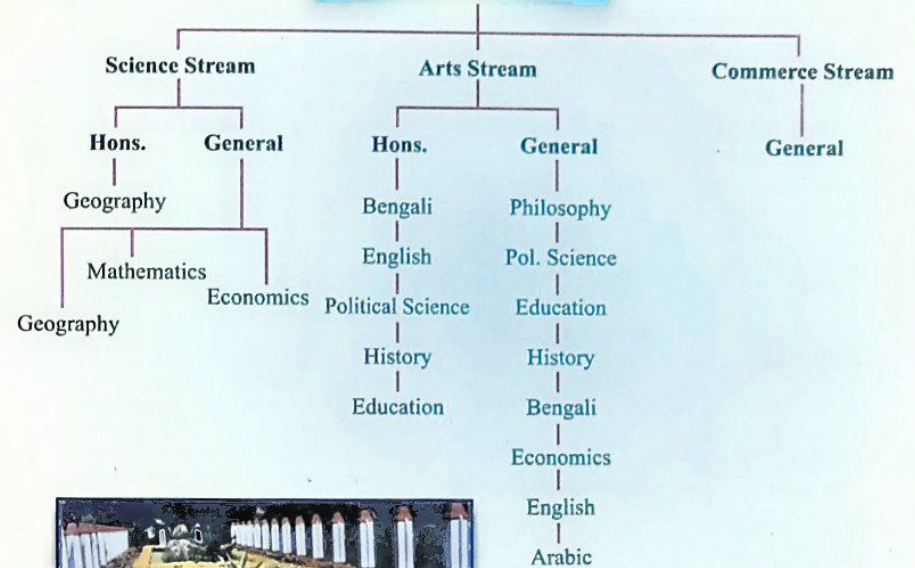 Science Stream
Arts Stream
Commerce Stream
Hons.
General
Hons.
General
General
Geography
Mathematics
Economics
Geography
Bengali
English
Political Science
History
Education
Philosophy
Pol. Science
Education
History
Bengali
Economics
English
Arabic